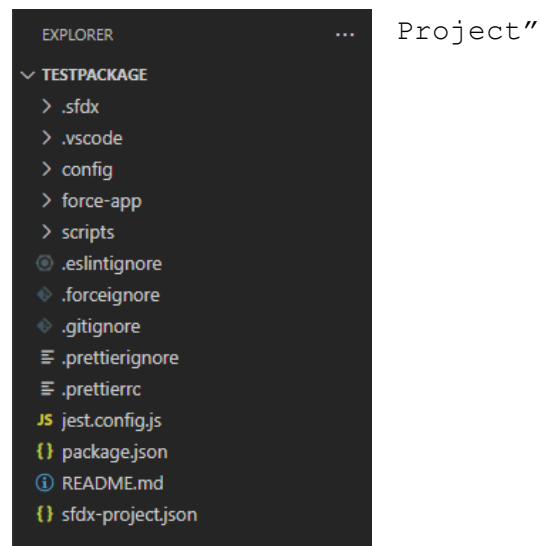 EXPLORER ... Project”
TESTPACKAGE
.sfdx
.vscode
config
force-app
scripts
.eslintignore
.forceignore
.gitignore
.prettierignore
.prettierrc
JS jest.config.js
{} package.json
README.md
{} sfdx-project.json